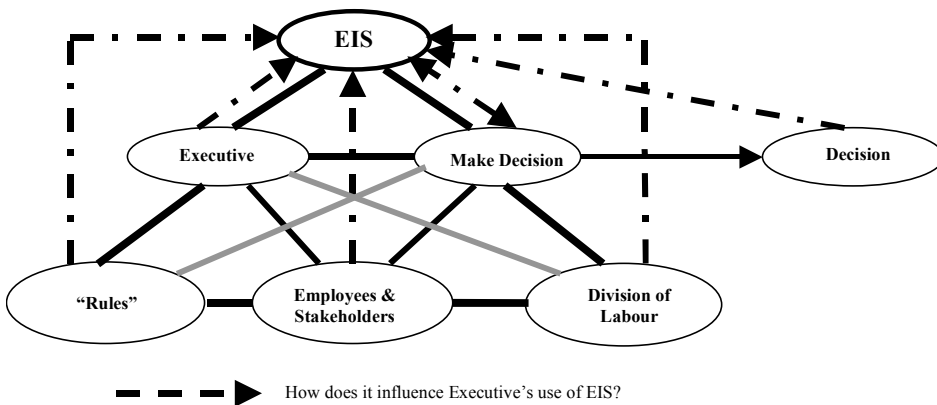 EIS
Executive
Make Decision
Decision
“Rules”
Employees &
Stakeholders
Division of
Labour
How does it influence Executive’s use of EIS?